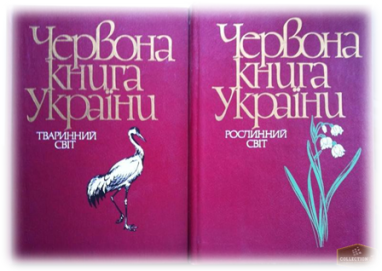 Червона
книга
України
ТВАРИННИЙ
СВІТ
Червона
книга
України
РОСЛИННИЙ
СВІТ